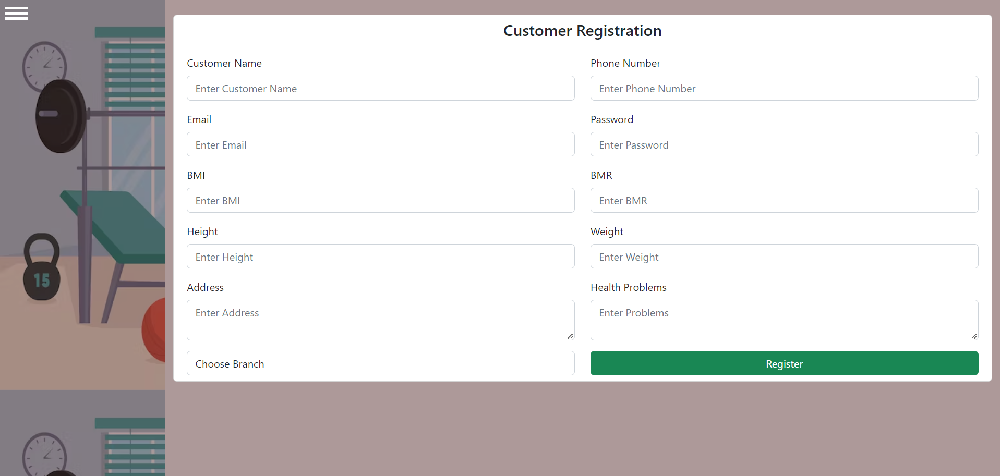 Customer Registration
Customer Name
Phone Number
Enter Customer Name
Enter Phone Number
Email
Password
Enter Email
Enter Password
BMI
BMR
Enter BMI
Enter BMR
Height
Weight
Enter Height
Enter Weight
Address
Health Problems
Enter Address
Enter Problems
Choose Branch
Register
15